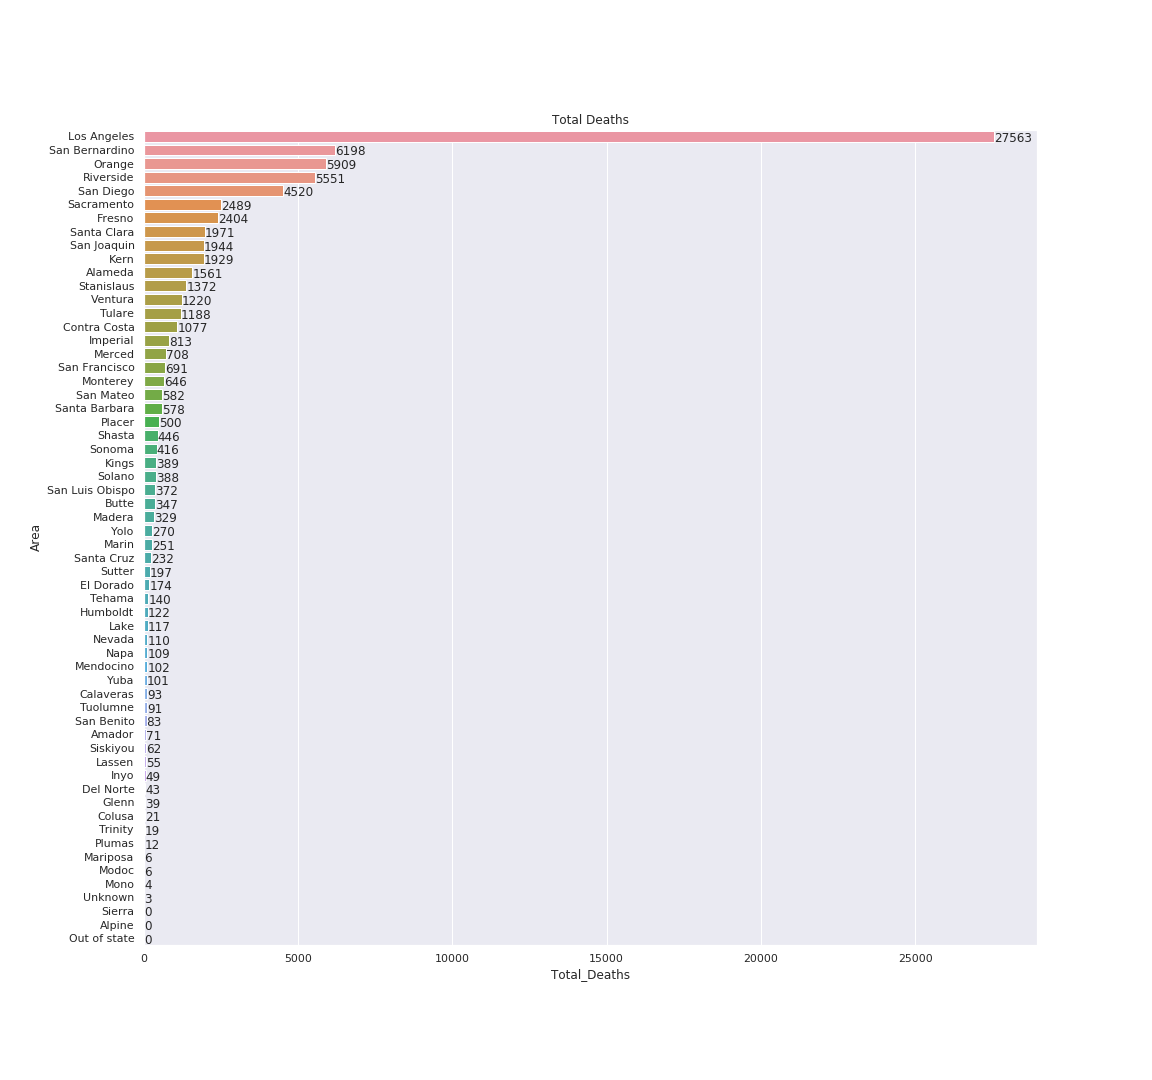 Total Deaths
Los Angeles 27563
San Bernardino 6198
Orange 5909
Riverside 5551
San Diego 4520
Sacramento 2489
Fresno 2404
Santa Clara 1971
San Joaquin 1944
Kern 1929
Alameda 1561
Stanislaus 1372
Ventura 1220
Tulare 1188
Contra Costa 1077
Imperial 813
Merced 708
San Francisco 691
Monterey 646
San Mateo 582
Santa Barbara 578
Placer 500
Shasta 446
Sonoma 416
Kings 389
Solano 388
San Luis Obispo 372
Butte 347
Madera 329
Yolo 270
Area
Marin 251
Santa Cruz 232
Sutter 197
El Dorado 174
Tehama 140
Humboldt 122
Lake 117
Nevada 110
Napa 109
Mendocino 102
Yuba 101
Calaveras 93
Tuolumne 91
San Benito 83
Amador 71
Siskiyou 62
Lassen 55
Inyo 49
Del Norte 43
Glenn 39
Colusa 21
Trinity 19
Plumas 12
Mariposa 6
Modoc 6
Mono 4
Unknown 3
Sierra 0
Alpine 0
Out of state 0
0 5000 10000 15000 20000 25000
Total_Deaths